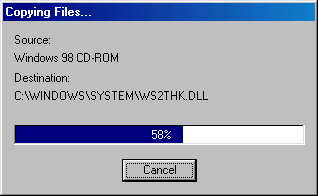 Copying Files...
Source:
Windows 98 CD-ROM
Destination:
C:\WINDOWS\SYSTEM\WS2THK.DLL
58%
Cancel